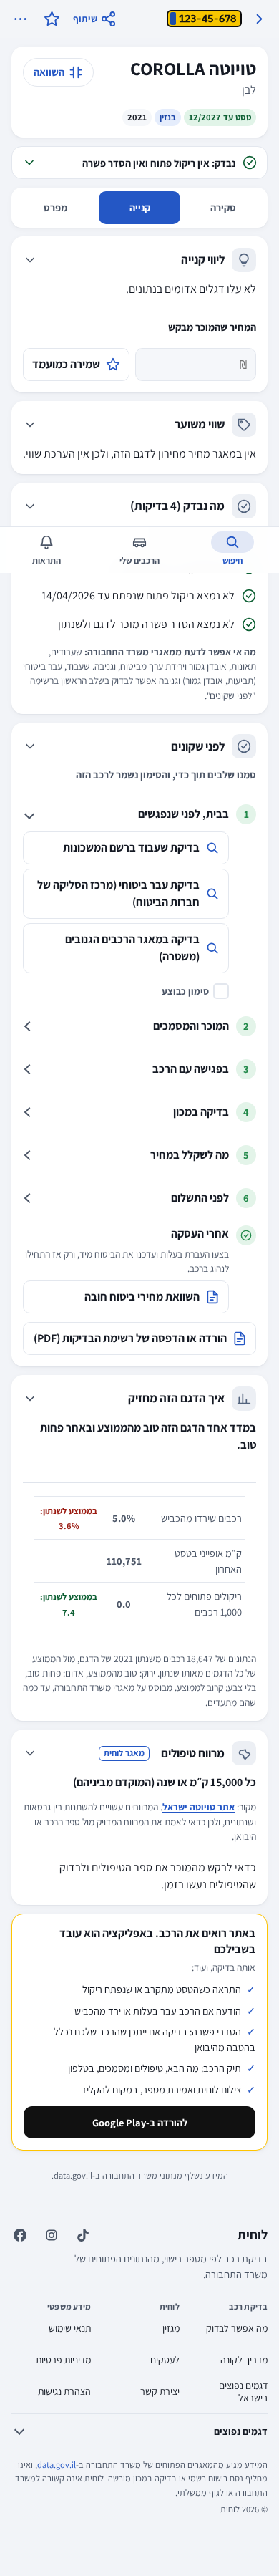 123-45-678
שיתוף
טויוטה COROLLA
לבן
השוואה
טסט עד 12/2027
בנזין
2021
נבדק: אין ריקול פתוח ואין הסדר פשרה
סקירה
קנייה
מפרט
ליווי קנייה
לא עלו דגלים אדומים בנתונים.
המחיר שהמוכר מבקש
₪
שמירה כמועמד
שווי משוער
אין במאגר מחיר מחירון לדגם הזה, ולכן אין הערכת שווי.
מה נבדק (4 בדיקות)
חיפוש
הרכבים שלי
התראות
לא נמצא ריקול פתוח שנפתח עד 14/04/2026
לא נמצא הסדר פשרה מוכר לדגם ולשנתון
מה אי אפשר לדעת ממאגרי משרד התחבורה: שעבודים,
תאונות, אובדן גמור וירידת ערך מביטוח, וגניבה. שעבוד, עבר ביטוחי
(תביעות, אובדן גמור) וגניבה אפשר לבדוק בשלב הראשון ברשימה
"לפני שקונים".
לפני שקונים
סמנו שלבים תוך כדי, והסימון נשמר לרכב הזה
1
בבית, לפני שנפגשים
בדיקת שעבוד ברשם המשכונות
בדיקת עבר ביטוחי (מרכז הסליקה של
חברות הביטוח)
בדיקה במאגר הרכבים הגנובים
(משטרה)
סימון כבוצע
2
המוכר והמסמכים
3
בפגישה עם הרכב
4
בדיקה במכון
5
מה לשקלל במחיר
6
לפני התשלום
אחרי העסקה
בצעו העברת בעלות ועדכנו את הביטוח מיד, ורק אז התחילו
לנהוג ברכב.
השוואת מחירי ביטוח חובה
הורדה או הדפסה של רשימת הבדיקות (PDF)
איך הדגם הזה מחזיק
במדד אחד הדגם הזה טוב מהממוצע ובאחר פחות
טוב.
רכבים שירדו מהכביש
5.0%
בממוצע לשנתון:
3.6%
ק״מ אופייני בטסט
האחרון
110,751
ריקולים פתוחים לכל
1,000 רכבים
0.0
בממוצע לשנתון:
7.4
הנתונים של 18,647 רכבים משנתון 2021 של הדגם, מול הממוצע
של כל הדגמים מאותו שנתון. ירוק: טוב מהממוצע, אדום: פחות טוב,
בלי צבע: קרוב לממוצע. מבוסס על מאגרי משרד התחבורה, עד כמה
שהם מתעדים.
מרווח טיפולים
מאגר לוחית
כל 15,000 ק״מ או שנה (המוקדם מביניהם)
מקור: אתר טויוטה ישראל. המרווחים עשויים להשתנות בין גרסאות
ושנתונים, ולכן כדאי לאמת את המרווח המדויק מול ספר הרכב או
היבואן.
כדאי לבקש מהמוכר את ספר הטיפולים ולבדוק
שהטיפולים נעשו בזמן.
באתר רואים את הרכב. באפליקציה הוא עובד
בשבילכם
אותה בדיקה, ועוד:
✓ התראה כשהטסט מתקרב או שנפתח ריקול
✓ הודעה אם הרכב עבר בעלות או ירד מהכביש
✓ הסדרי פשרה: בדיקה אם ייתכן שהרכב שלכם נכלל
בהטבה מהיבואן
✓ תיק הרכב: מה הבא, טיפולים ומסמכים, בטלפון
✓ צילום לוחית ואמירת מספר, במקום להקליד
להורדה ב-Google Play
המידע נשלף מנתוני משרד התחבורה ב-data.gov.il.
לוחית
בדיקת רכב לפי מספר רישוי, מהנתונים הפתוחים של
משרד התחבורה.
בדיקת רכב
לוחית
מידע משפטי
מה אפשר לבדוק
מגזין
תנאי שימוש
מדריך לקונה
לעסקים
מדיניות פרטיות
דגמים נפוצים
בישראל
יצירת קשר
הצהרת נגישות
דגמים נפוצים
המידע מגיע מהמאגרים הפתוחים של משרד התחבורה ב-data.gov.il, ואינו
מחליף נסח רישום רשמי או בדיקה במכון מורשה. לוחית אינה קשורה למשרד
התחבורה או לגוף ממשלתי.
© 2026 לוחית